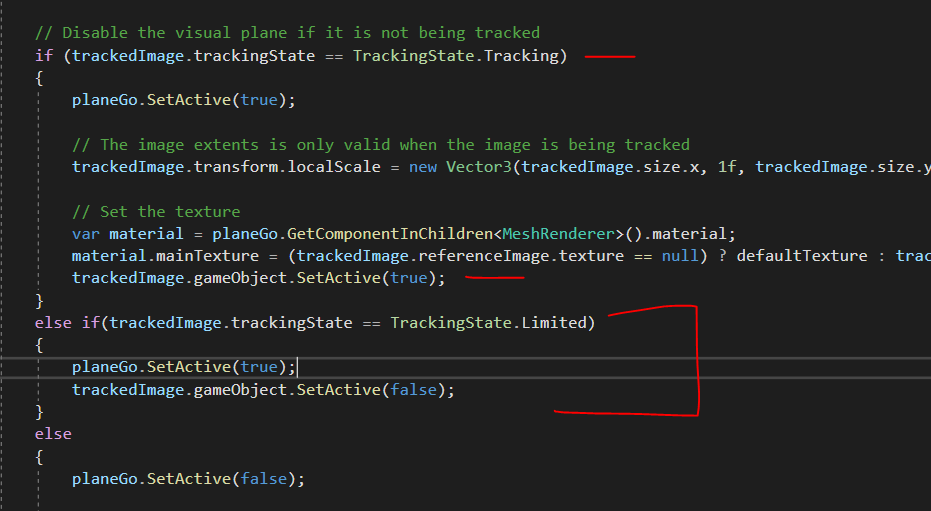 // Disable the visual plane if it is not being tracked
if (trackedImage.trackingState == TrackingState.Tracking)
{
planeGo.SetActive(true);
// The image extents is only valid when the image is being tracked
trackedImage.transform.localScale = new Vector3(trackedImage.size.x, 1f, trackedImage.size.y
// Set the texture
var material = planeGo.GetComponentInChildren<MeshRenderer>().material;
material.mainTexture = (trackedImage.referenceImage.texture == null) ? defaultTexture : trac
trackedImage.gameObject.SetActive(true);
}
else if(trackedImage.trackingState == TrackingState.Limited)
{
planeGo.SetActive(true);
trackedImage.gameObject.SetActive(false);
}
else
{
planeGo.SetActive(false);